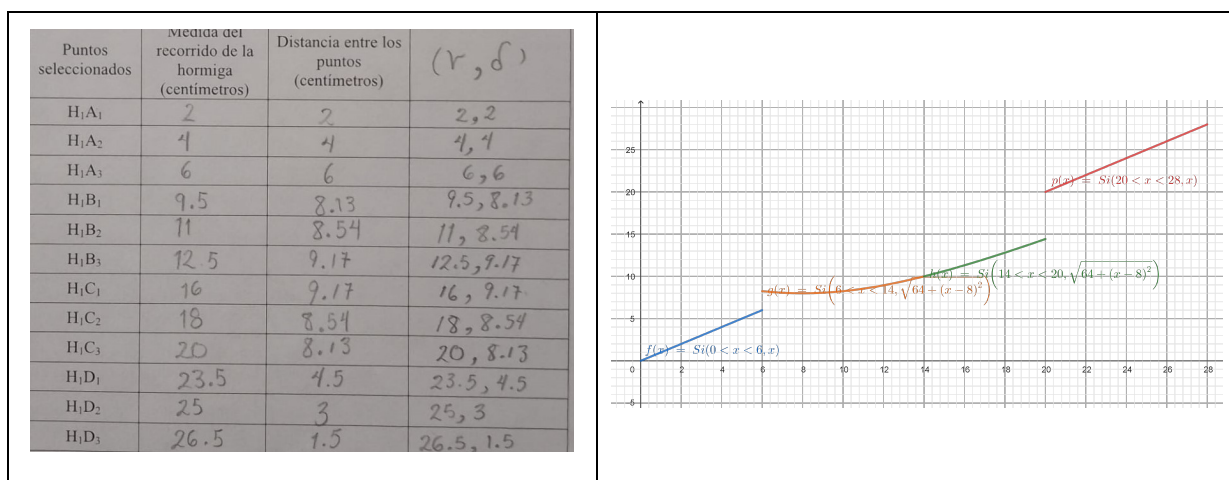 Puntos seleccionados | Medida del recorrido de la hormiga (centímetros) | Distancia entre los puntos (centímetros) | (r, δ)
H₁A₁ 2 2 2,2
H₁A₂ 4 4 4,4
H₁A₃ 6 6 6,6
H₁B₁ 9.5 8.13 9.5, 8.13
H₁B₂ 11 8.54 11, 8.54
H₁B₃ 12.5 9.17 12.5, 9.17
H₁C₁ 16 9.17 16, 9.17
H₁C₂ 18 8.54 18, 8.54
H₁C₃ 20 8.13 20, 8.13
H₁D₁ 23.5 4.5 23.5, 4.5
H₁D₂ 25 3 25, 3
H₁D₃ 26.5 1.5 26.5, 1.5
25
20
p(x) = Si(20 < x < 28, x)
15
10
h(x) = Si(14 < x < 20, √(64 + (x − 8)²))
g(x) = Si(6 < x < 14, √(64 + (x − 8)²))
5
f(x) = Si(0 < x < 6, x)
0 2 4 6 8 10 12 14 16 18 20 22 24 26 28
-5